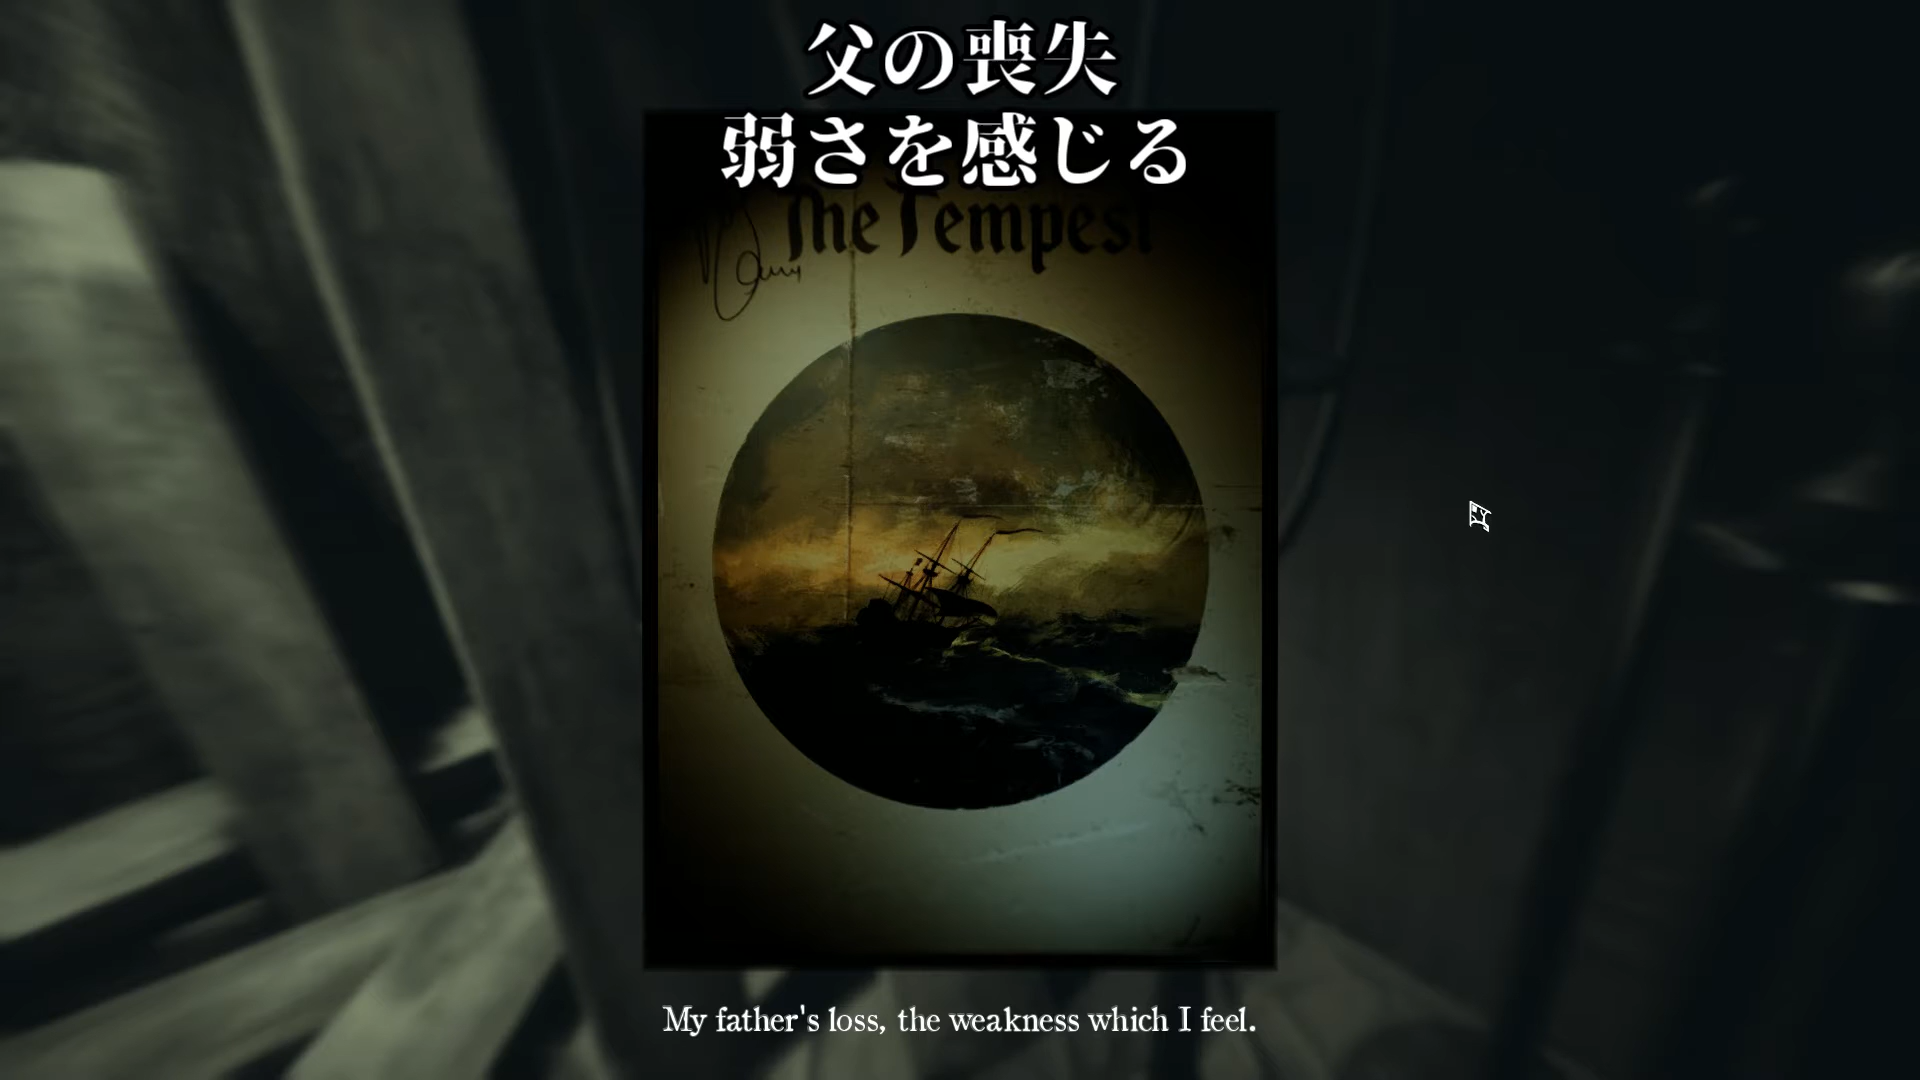 父の喪失
弱さを感じる
The Tempest
My father's loss, the weakness which I feel.